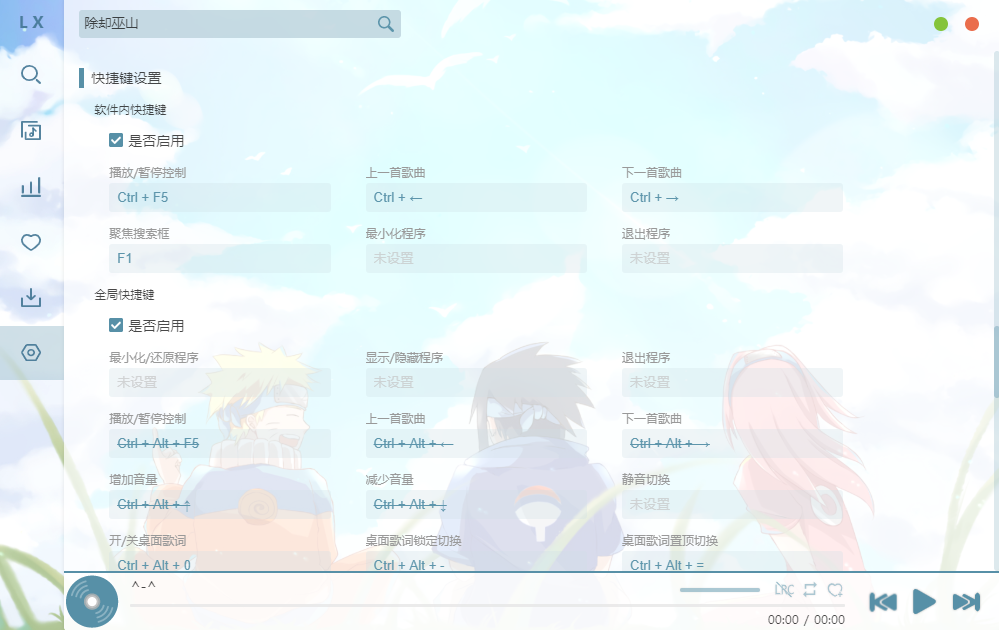 L X
除却巫山
快捷键设置
软件内快捷键
是否启用
播放/暂停控制 上一首歌曲 下一首歌曲
Ctrl + F5 Ctrl + ← Ctrl + →
聚焦搜索框 最小化程序 退出程序
F1 未设置 未设置
全局快捷键
是否启用
最小化/还原程序 显示/隐藏程序 退出程序
未设置 未设置 未设置
播放/暂停控制 上一首歌曲 下一首歌曲
Ctrl + Alt + F5 Ctrl + Alt + ← Ctrl + Alt + →
增加音量 减少音量 静音切换
Ctrl + Alt + ↑ Ctrl + Alt + ↓ 未设置
开/关桌面歌词 桌面歌词锁定切换 桌面歌词置顶切换
Ctrl + Alt + 0 Ctrl + Alt + - Ctrl + Alt + =
^-^
LRC
00:00 / 00:00